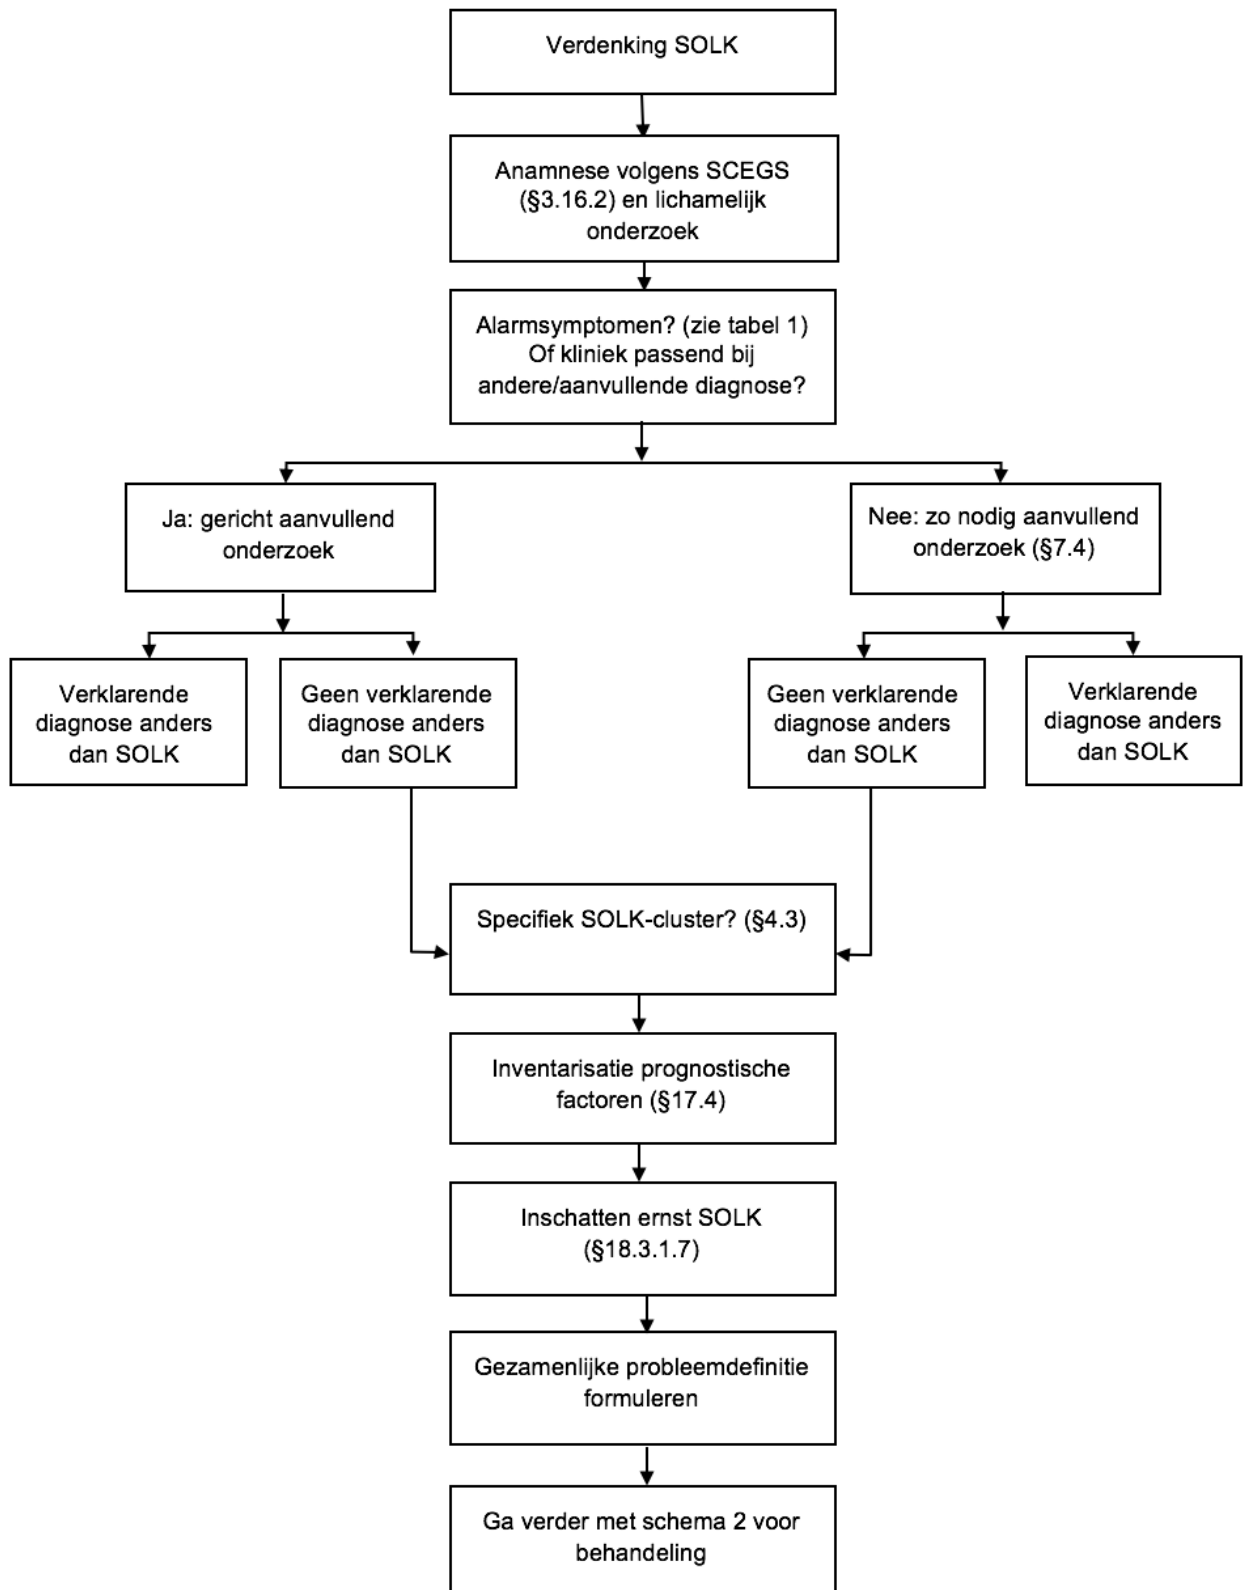 Verdenking SOLK
Anamnese volgens SCEGS
(§3.16.2) en lichamelijk
onderzoek
Alarmsymptomen? (zie tabel 1)
Of kliniek passend bij
andere/aanvullende diagnose?
Ja: gericht aanvullend
onderzoek
Nee: zo nodig aanvullend
onderzoek (§7.4)
Verklarende
diagnose anders
dan SOLK
Geen verklarende
diagnose anders
dan SOLK
Geen verklarende
diagnose anders
dan SOLK
Verklarende
diagnose anders
dan SOLK
Specifiek SOLK-cluster? (§4.3)
Inventarisatie prognostische
factoren (§17.4)
Inschatten ernst SOLK
(§18.3.1.7)
Gezamenlijke probleemdefinitie
formuleren
Ga verder met schema 2 voor
behandeling